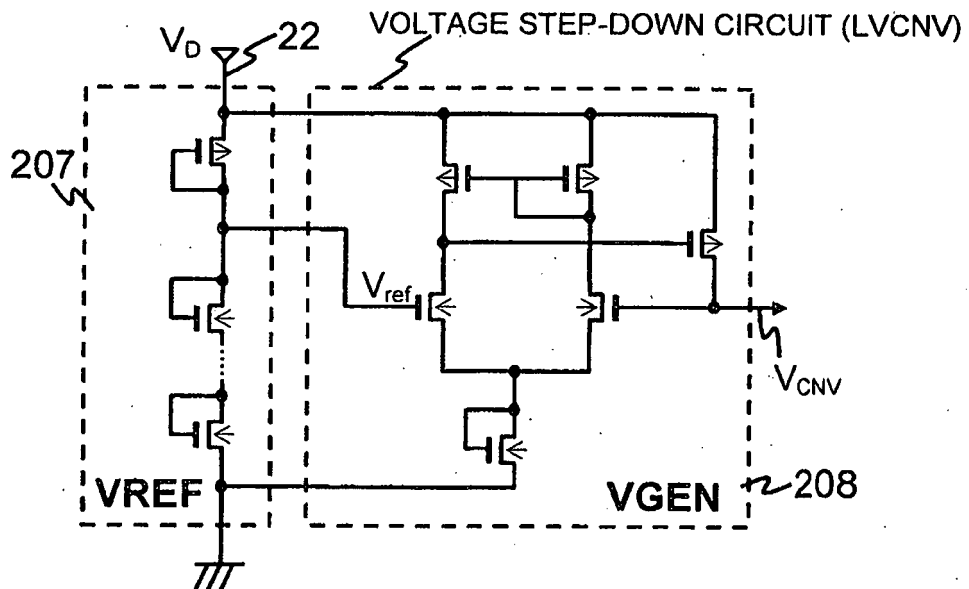 VOLTAGE STEP-DOWN CIRCUIT (LVCNV)
VD
22
207
Vref
VCNV
VREF
VGEN
208